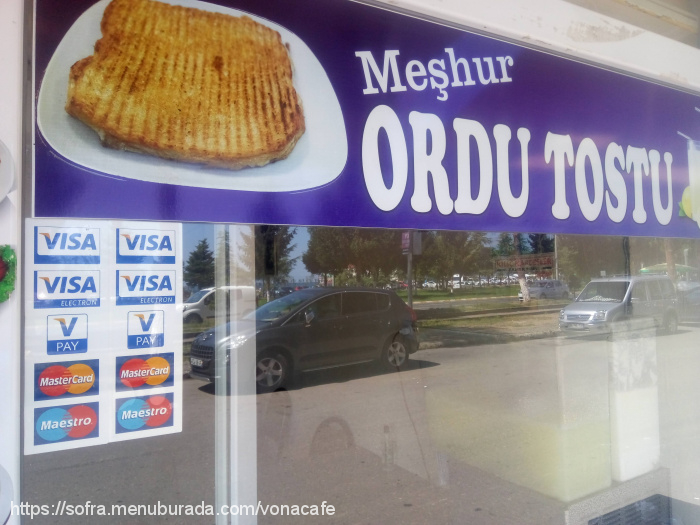 Meşhur
ORDU TOSTU
VISA VISA
VISA VISA
ELECTRON ELECTRON
V V
PAY PAY
MasterCard MasterCard
Maestro Maestro
https://sofra.menuburada.com/vonacafe